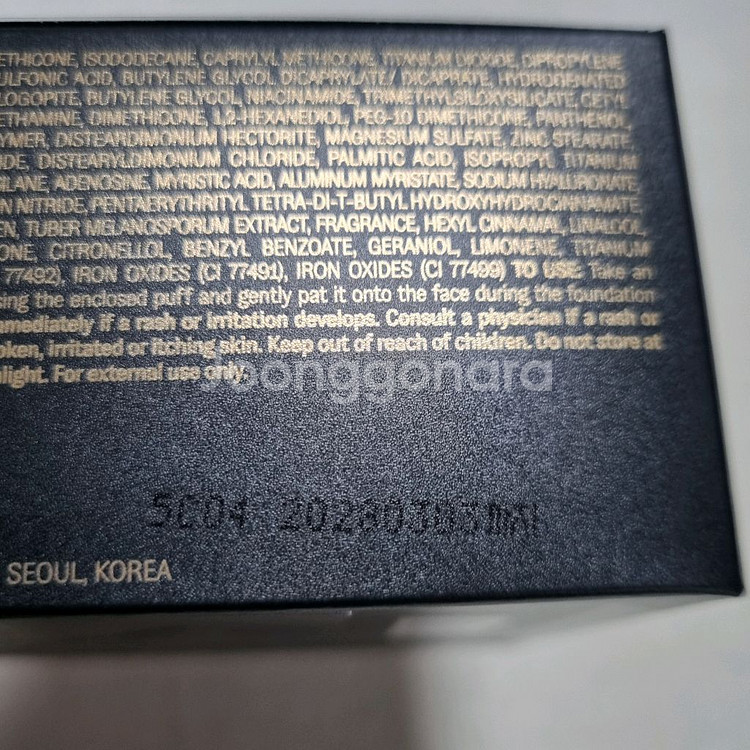 ETHICONE, ISODODECANE, CAPRYLYL METHICONE, TITANIUM DIOXIDE, DIPROPYLENE
ULFONIC ACID, BUTYLENE GLYCOL DICAPRYLATE/ DICAPRATE, HYDROGENATED
LOGOPITE, BUTYLENE GLYCOL, NIACINAMIDE, TRIMETHYLSILOXYSILICATE, CETYL
ETHAMINE, DIMETHICONE, 1,2-HEXANEDIOL, PEG-10 DIMETHICONE, PANTHENOL,
MER, DISTEARDIMONIUM HECTORITE, MAGNESIUM SULFATE, ZINC STEARATE
IDE, DISTEARYLDIMONIUM CHLORIDE, PALMITIC ACID, ISOPROPYL TITANIUM
LANE, ADENOSINE, MYRISTIC ACID, ALUMINUM MYRISTATE, SODIUM HYALURONATE
N NITRIDE, PENTAERYTHRITYL TETRA-DI-T-BUTYL HYDROXYHYDROCINNAMATE,
EN, TUBER MELANOSPORUM EXTRACT, FRAGRANCE, HEXYL CINNAMAL, LINALOOL,
ONE, CITRONELLOL, BENZYL BENZOATE, GERANIOL, LIMONENE, TITANIUM
77492), IRON OXIDES (CI 77491), IRON OXIDES (CI 77499) TO USE: Take an
ing the enclosed puff and gently pat it onto the face during the foundation
mmediately if a rash or irritation develops. Consult a physician if a rash or
oken, irritated or itching skin. Keep out of reach of children. Do not store at
light. For external use only.
Joonggonara
SC04
SEOUL, KOREA